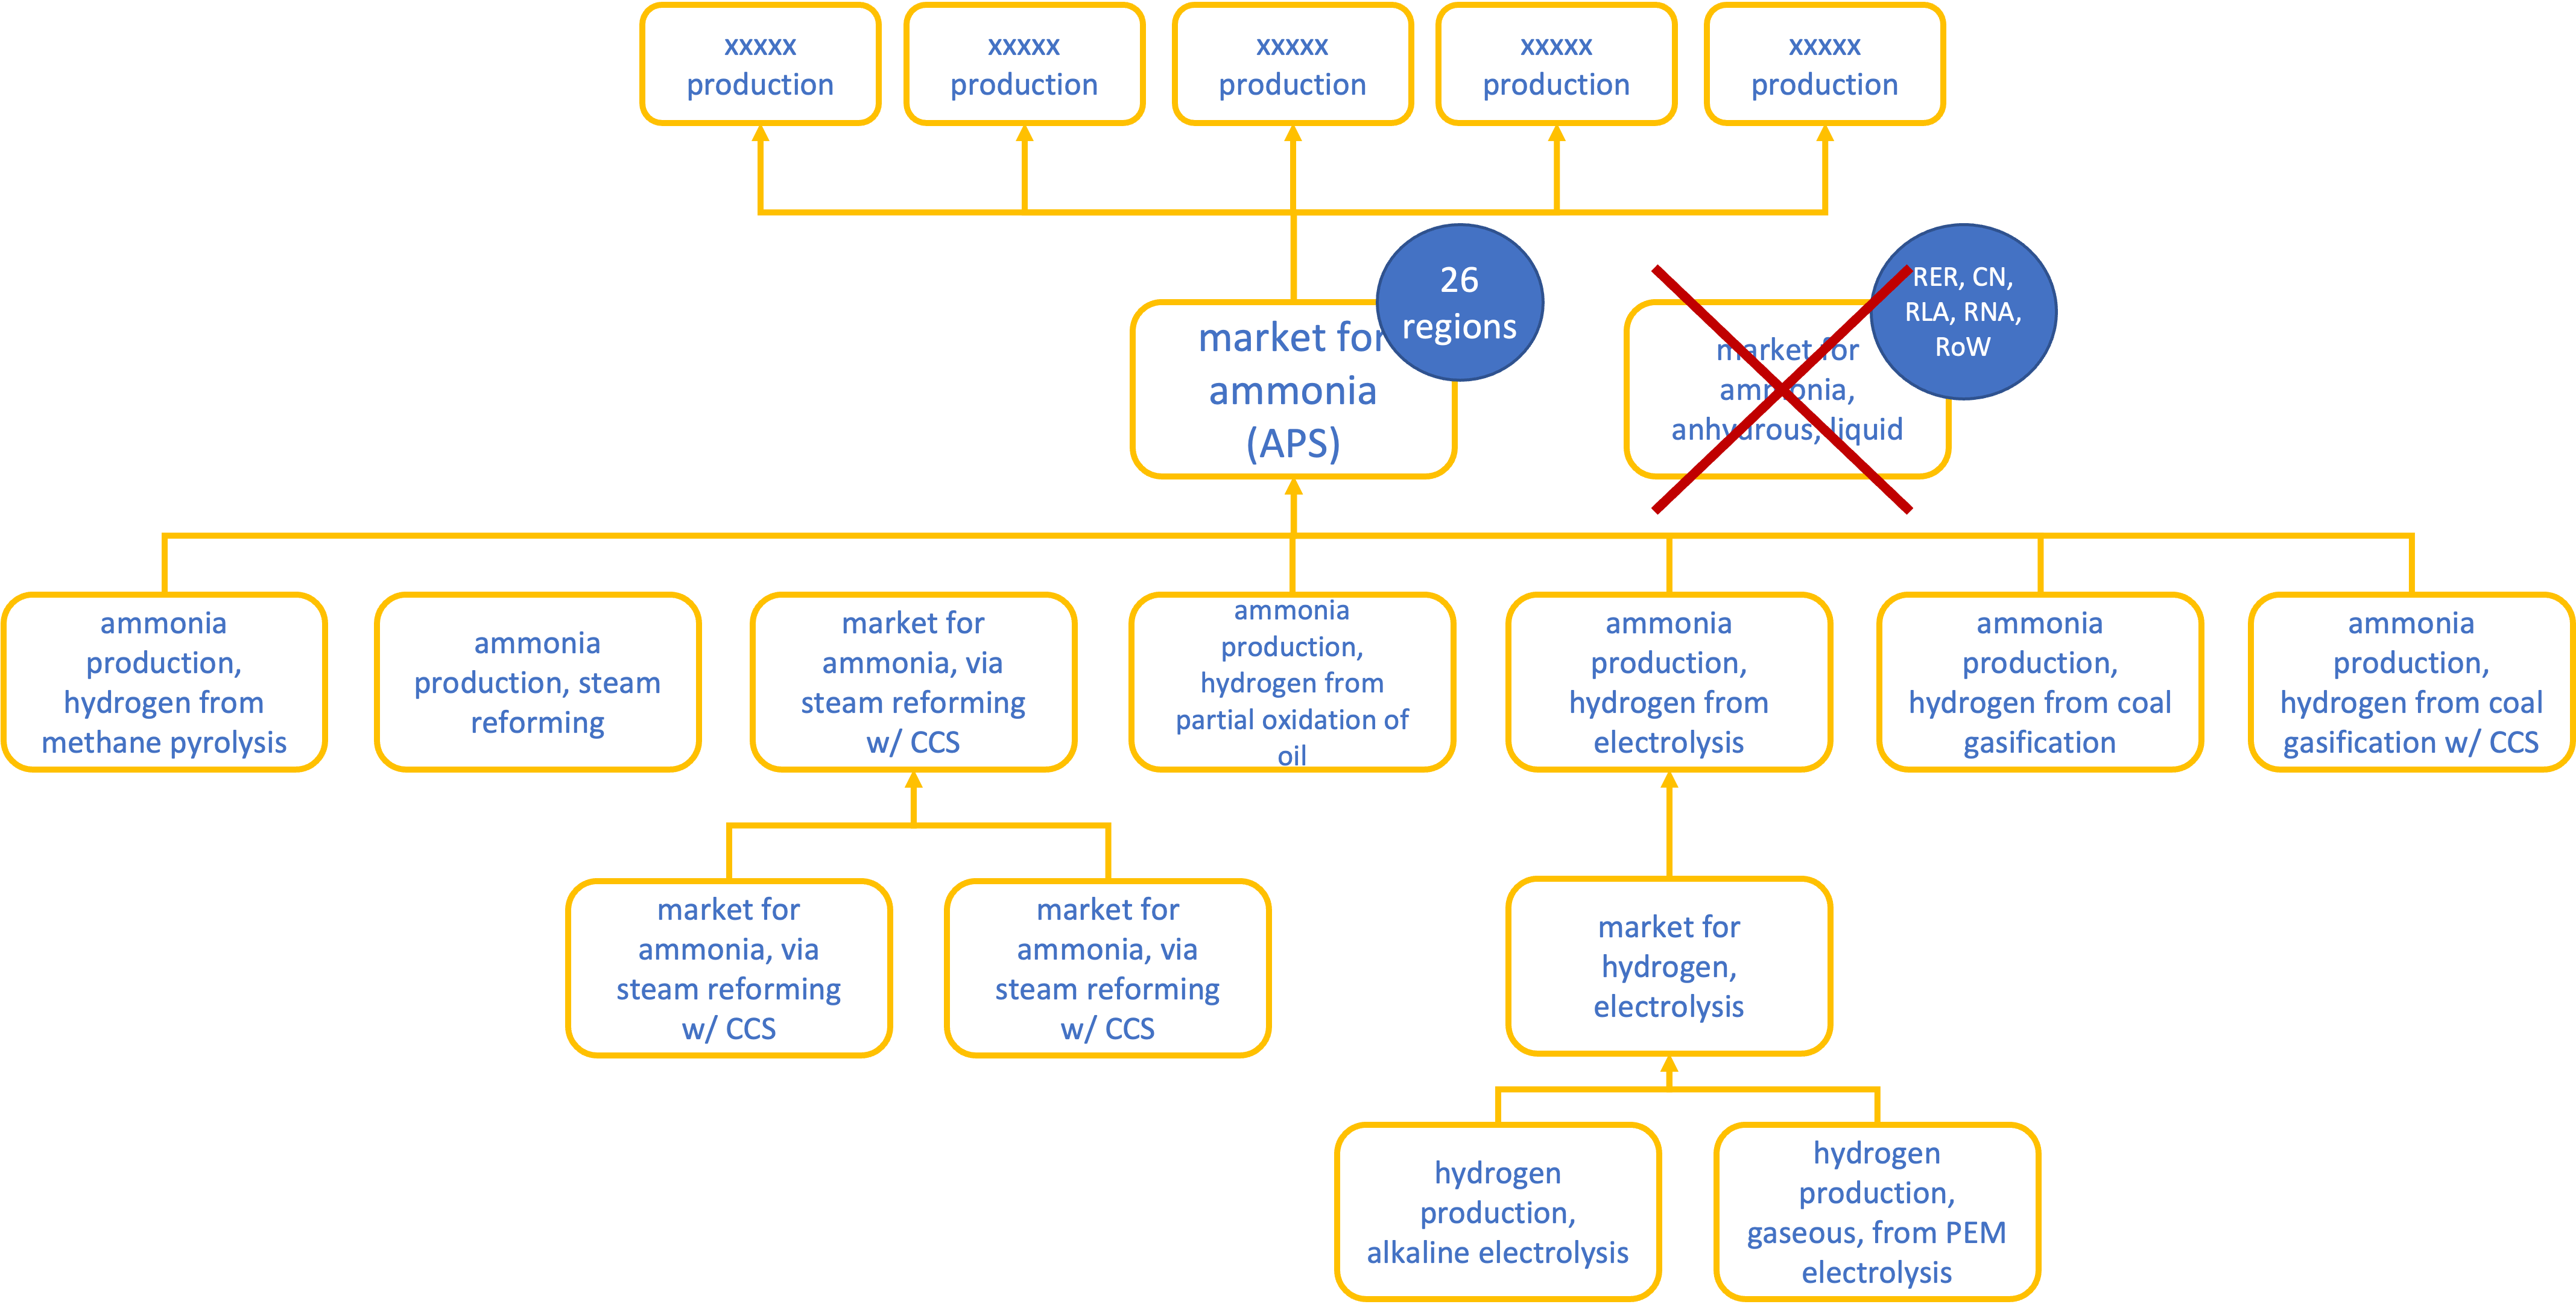 xxxxx
production
xxxxx
production
xxxxx
production
xxxxx
production
xxxxx
production
26
regions
RER, CN,
RLA, RNA,
RoW
market for
ammonia
(APS)
market for
ammonia,
anhydrous, liquid
ammonia
production,
hydrogen from
methane pyrolysis
ammonia
production, steam
reforming
market for
ammonia, via
steam reforming
w/ CCS
ammonia
production,
hydrogen from
partial oxidation of
oil
ammonia
production,
hydrogen from
electrolysis
ammonia
production,
hydrogen from coal
gasification
ammonia
production,
hydrogen from coal
gasification w/ CCS
market for
ammonia, via
steam reforming
w/ CCS
market for
ammonia, via
steam reforming
w/ CCS
market for
hydrogen,
electrolysis
hydrogen
production,
alkaline electrolysis
hydrogen
production,
gaseous, from PEM
electrolysis